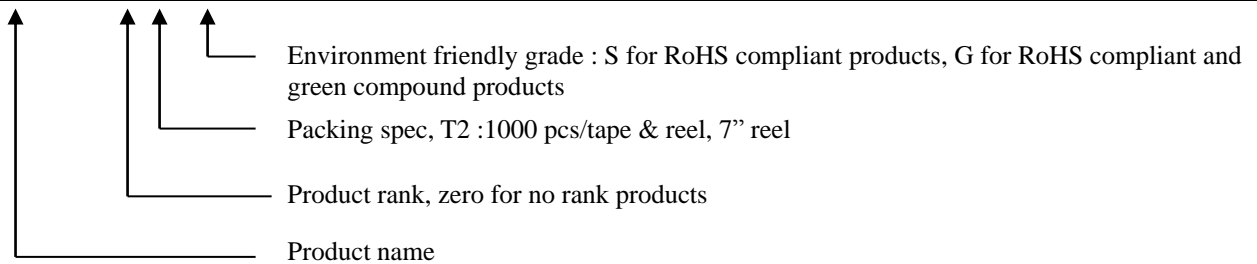 Environment friendly grade : S for RoHS compliant products, G for RoHS compliant and
green compound products
Packing spec, T2 :1000 pcs/tape & reel, 7” reel
Product rank, zero for no rank products
Product name